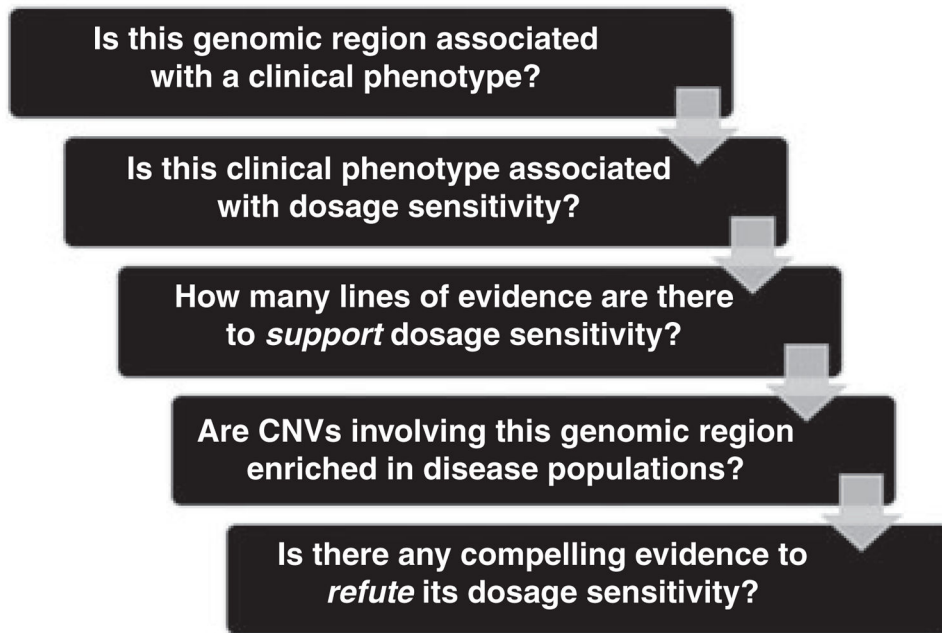 Is this genomic region associated
with a clinical phenotype?
Is this clinical phenotype associated
with dosage sensitivity?
How many lines of evidence are there
to support dosage sensitivity?
Are CNVs involving this genomic region
enriched in disease populations?
Is there any compelling evidence to
refute its dosage sensitivity?